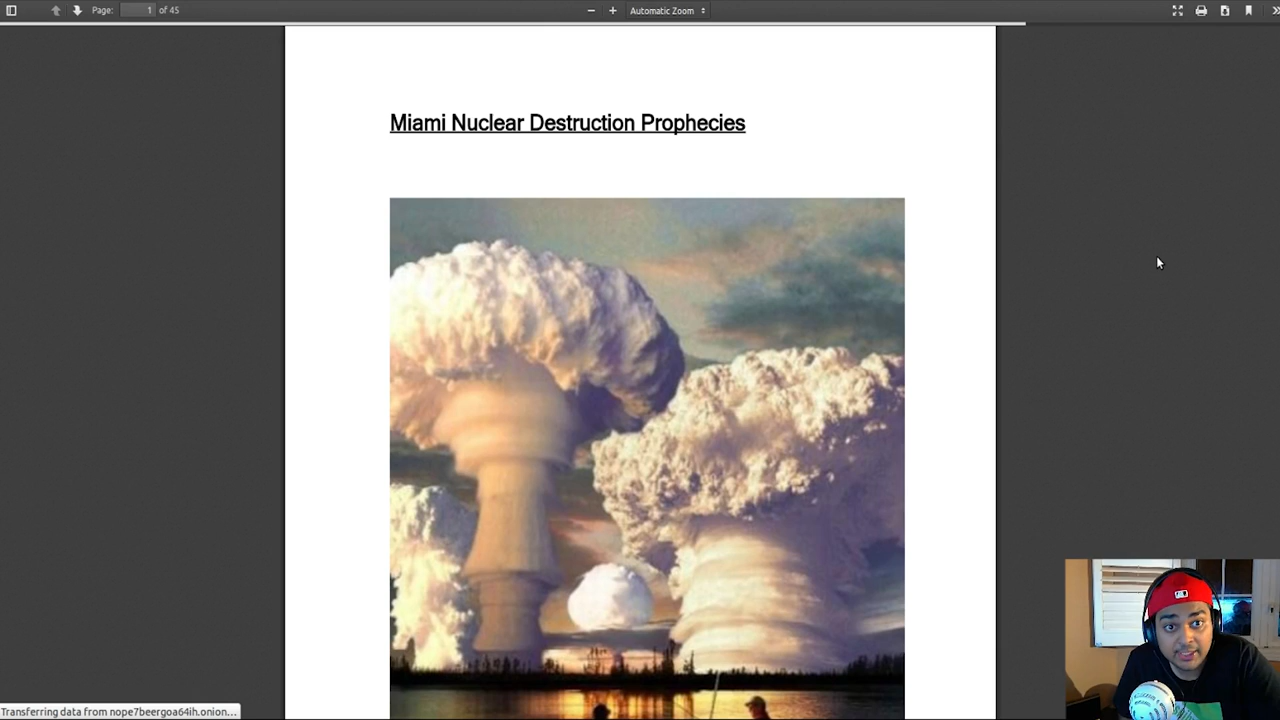 Page: 1 of 45
Automatic Zoom
Miami Nuclear Destruction Prophecies
Transferring data from nope7beergoa64ih.onion...